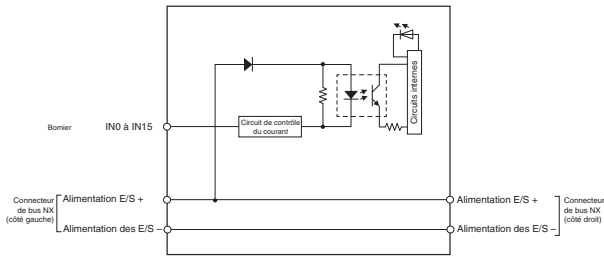 Circuits internes
Bornier
IN0 à IN15
Circuit de contrôle
du courant
Connecteur
de bus NX
(côté gauche)
Alimentation E/S +
Alimentation des E/S –
Alimentation E/S +
Alimentation des E/S –
Connecteur
de bus NX
(côté droit)